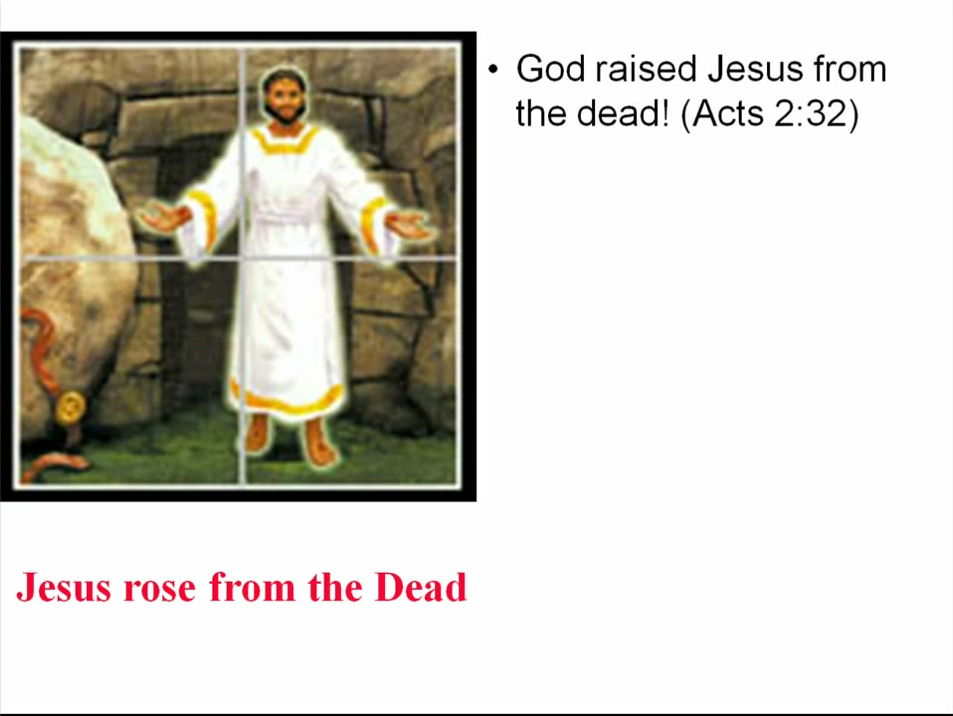 • God raised Jesus from
the dead! (Acts 2:32)
Jesus rose from the Dead